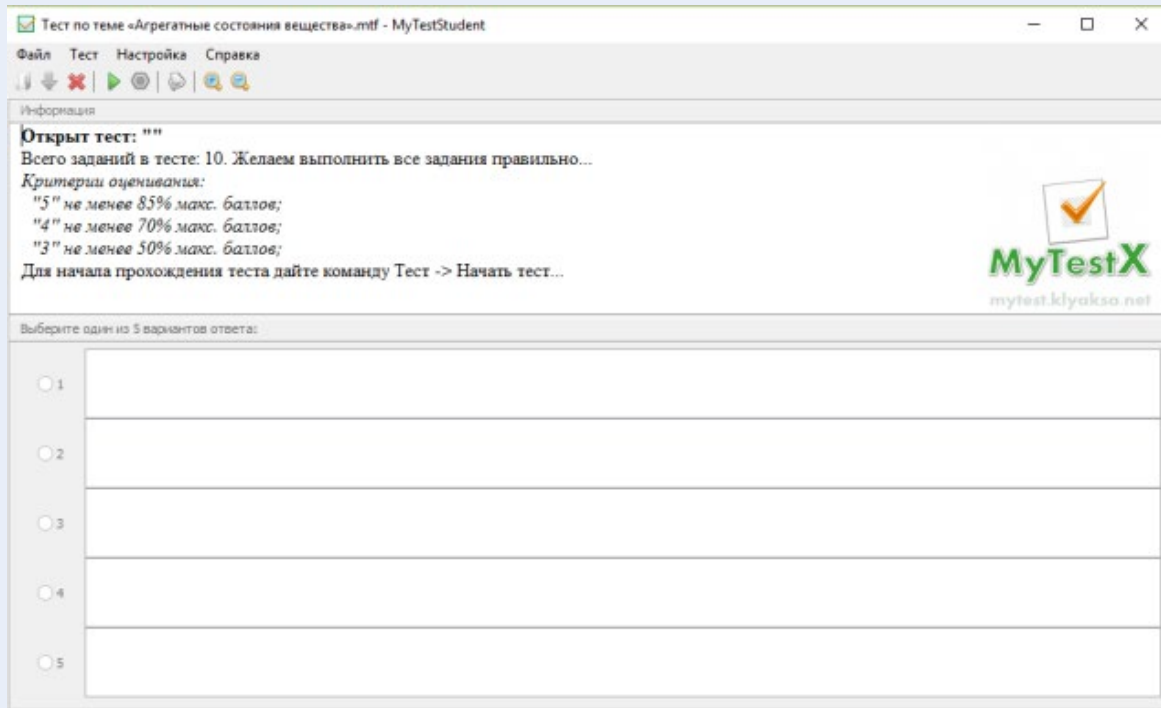 Тест по теме «Агрегатные состояния вещества».mtf - MyTestStudent
Файл Тест Настройка Справка
Информация
Открыт тест: ""
Всего заданий в тесте: 10. Желаем выполнить все задания правильно...
Критерии оценивания:
"5" не менее 85% макс. баллов;
"4" не менее 70% макс. баллов;
"3" не менее 50% макс. баллов;
Для начала прохождения теста дайте команду Тест -> Начать тест...
MyTestX
mytest.klyaksa.net
Выберите один из 5 вариантов ответа:
1
2
3
4
5